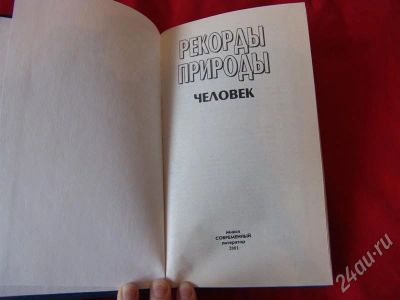 РЕКОРДЫ
ПРИРОДЫ
ЧЕЛОВЕК
Минск
СОВРЕМЕННЫЙ
литератор
2001
24au.ru